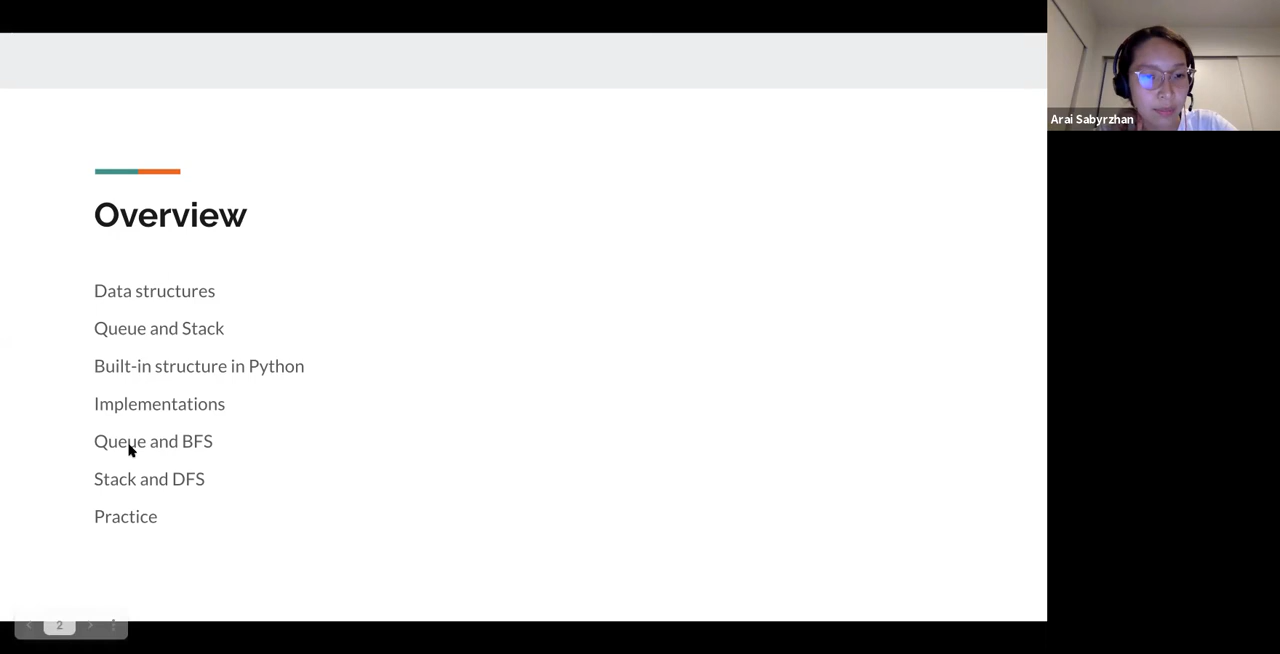 Overview
Data structures
Queue and Stack
Built-in structure in Python
Implementations
Queue and BFS
Stack and DFS
Practice
2
Arai Sabyrzhan